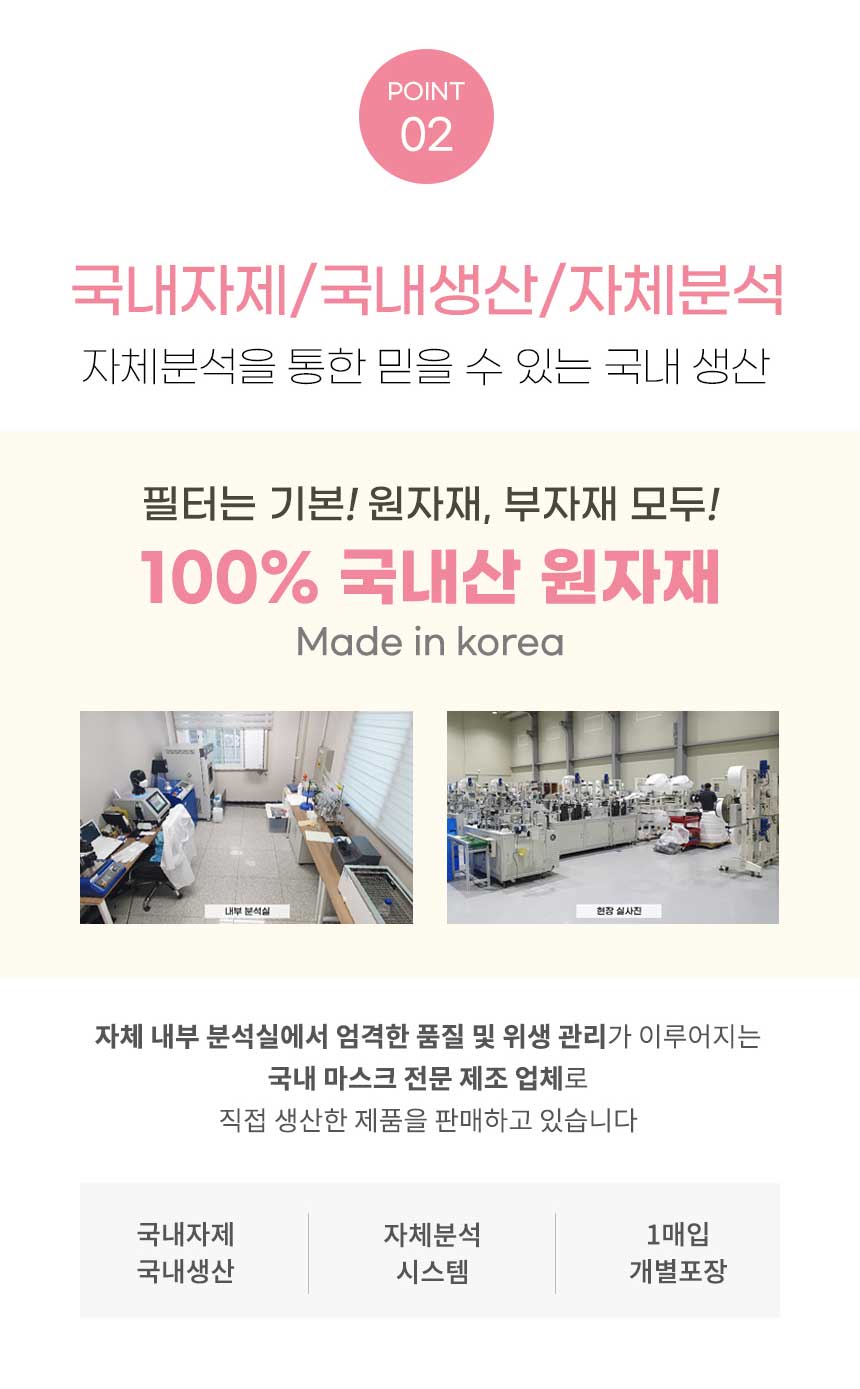 POINT
02
국내자제/국내생산/자체분석
자체분석을 통한 믿을 수 있는 국내 생산
필터는 기본! 원자재, 부자재 모두!
100% 국내산 원자재
Made in korea
내부 분석실
현장 실사진
자체 내부 분석실에서 엄격한 품질 및 위생 관리가 이루어지는
국내 마스크 전문 제조 업체로
직접 생산한 제품을 판매하고 있습니다
국내자제
국내생산
자체분석
시스템
1매입
개별포장